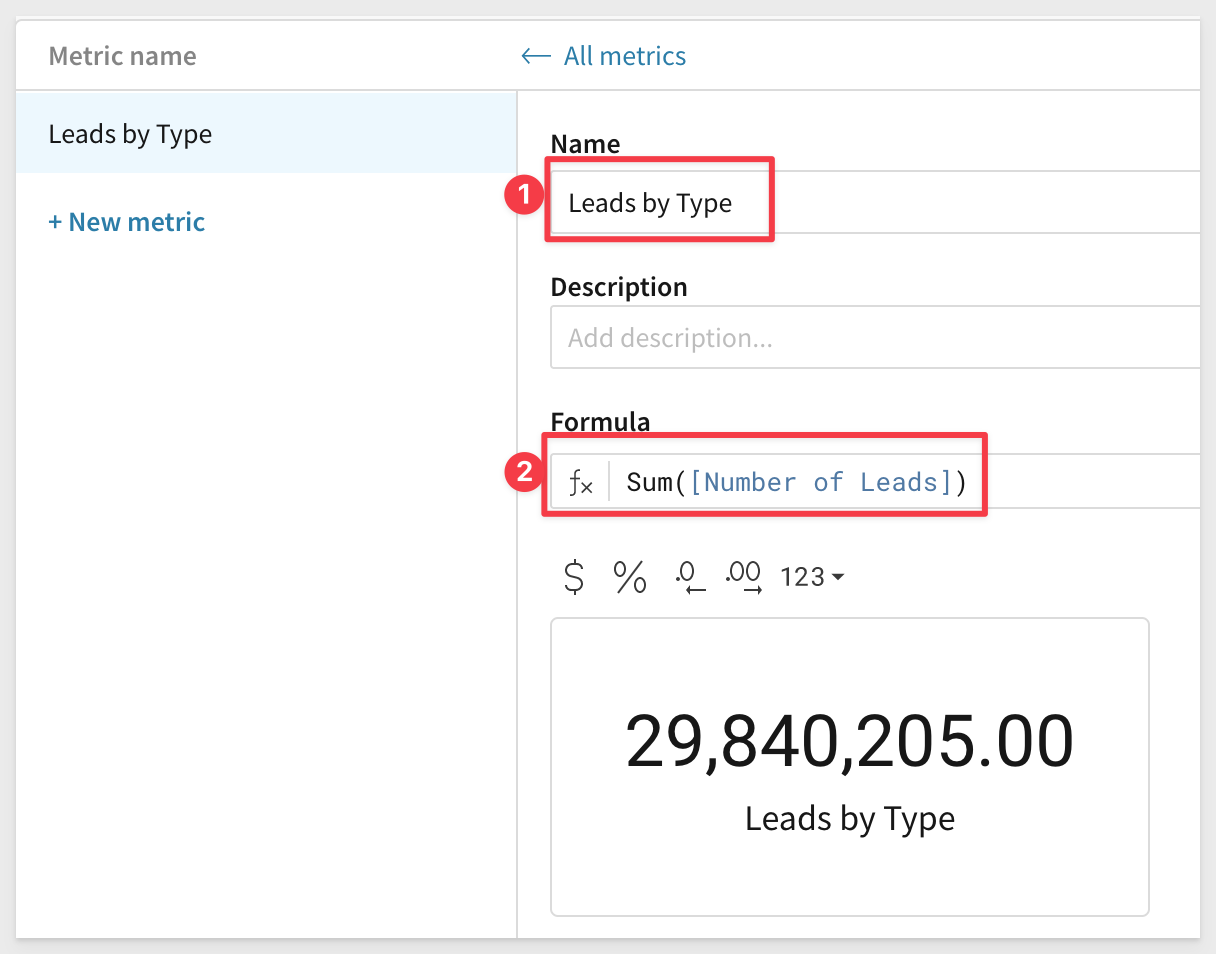 Metric name
← All metrics
Leads by Type
+ New metric
Name
1
Leads by Type
Description
Add description...
Formula
2
fx Sum([Number of Leads])
$ % .0 .00 123
29,840,205.00
Leads by Type